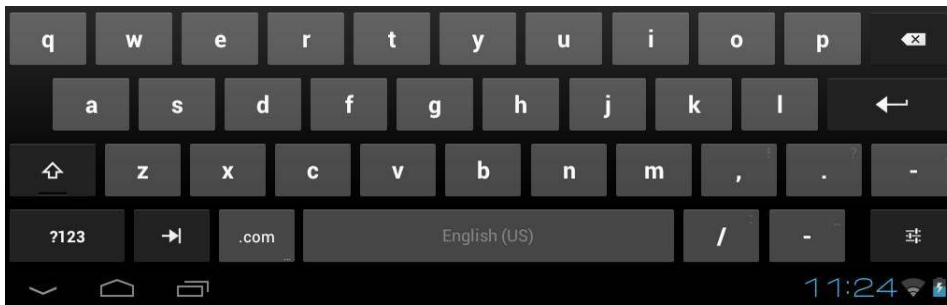 q w e r t y u i o p
a s d f g h j k l
z x c v b n m , ! . ? -
?123 .com ... English (US) / : - _
11:24